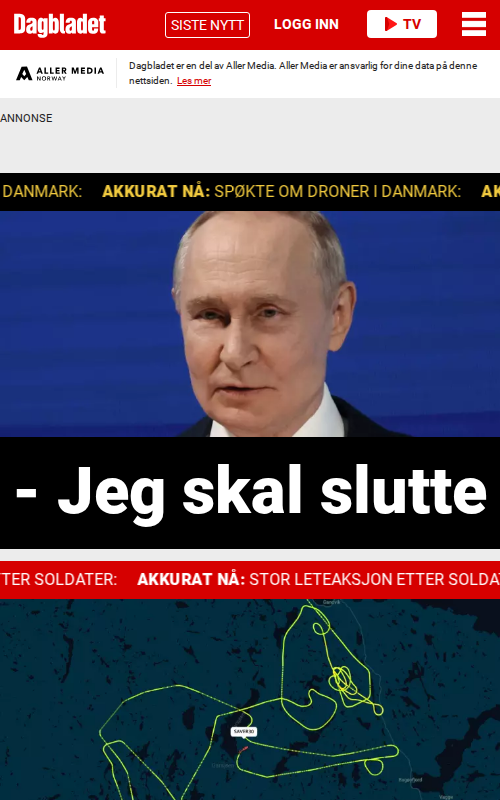 Dagbladet
SISTE NYTT
LOGG INN
TV
ALLER MEDIA
NORWAY
Dagbladet er en del av Aller Media. Aller Media er ansvarlig for dine data på denne
nettsiden. Les mer
ANNONSE
DANMARK: AKKURAT NÅ: SPØKTE OM DRONER I DANMARK: AK
- Jeg skal slutte
TTER SOLDATER: AKKURAT NÅ: STOR LETEAKSJON ETTER SOLDA
SAVER80